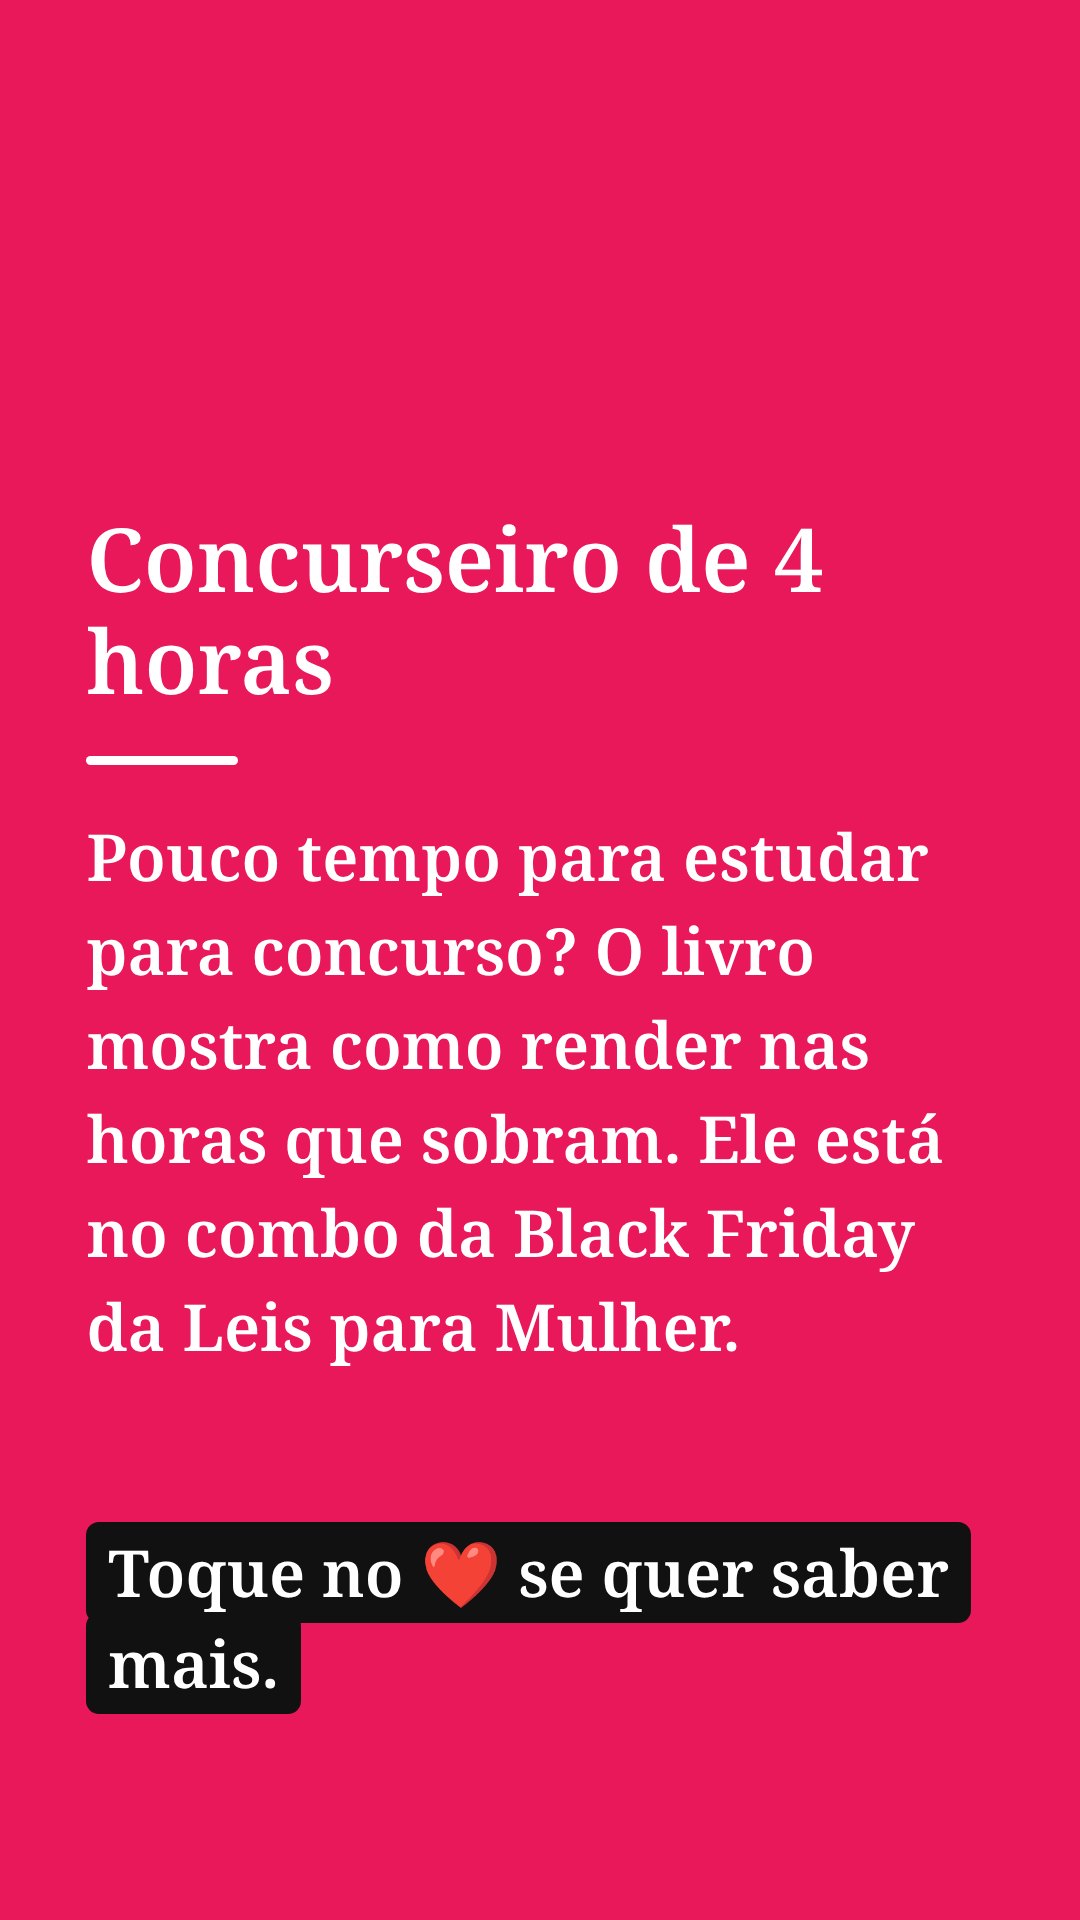 Concurseiro de 4
horas
Pouco tempo para estudar
para concurso? O livro
mostra como render nas
horas que sobram. Ele está
no combo da Black Friday
da Leis para Mulher.
Toque no ❤️ se quer saber
mais.